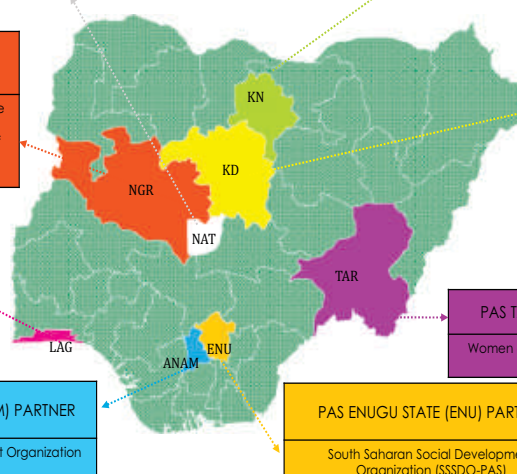 KN
KD
NGR
NAT
TAR
LAG
ENU
ANAM
PAS T
Women
M) PARTNER
t Organization
PAS ENUGU STATE (ENU) PART
South Saharan Social Developme
Organization (SSSDO-PAS)